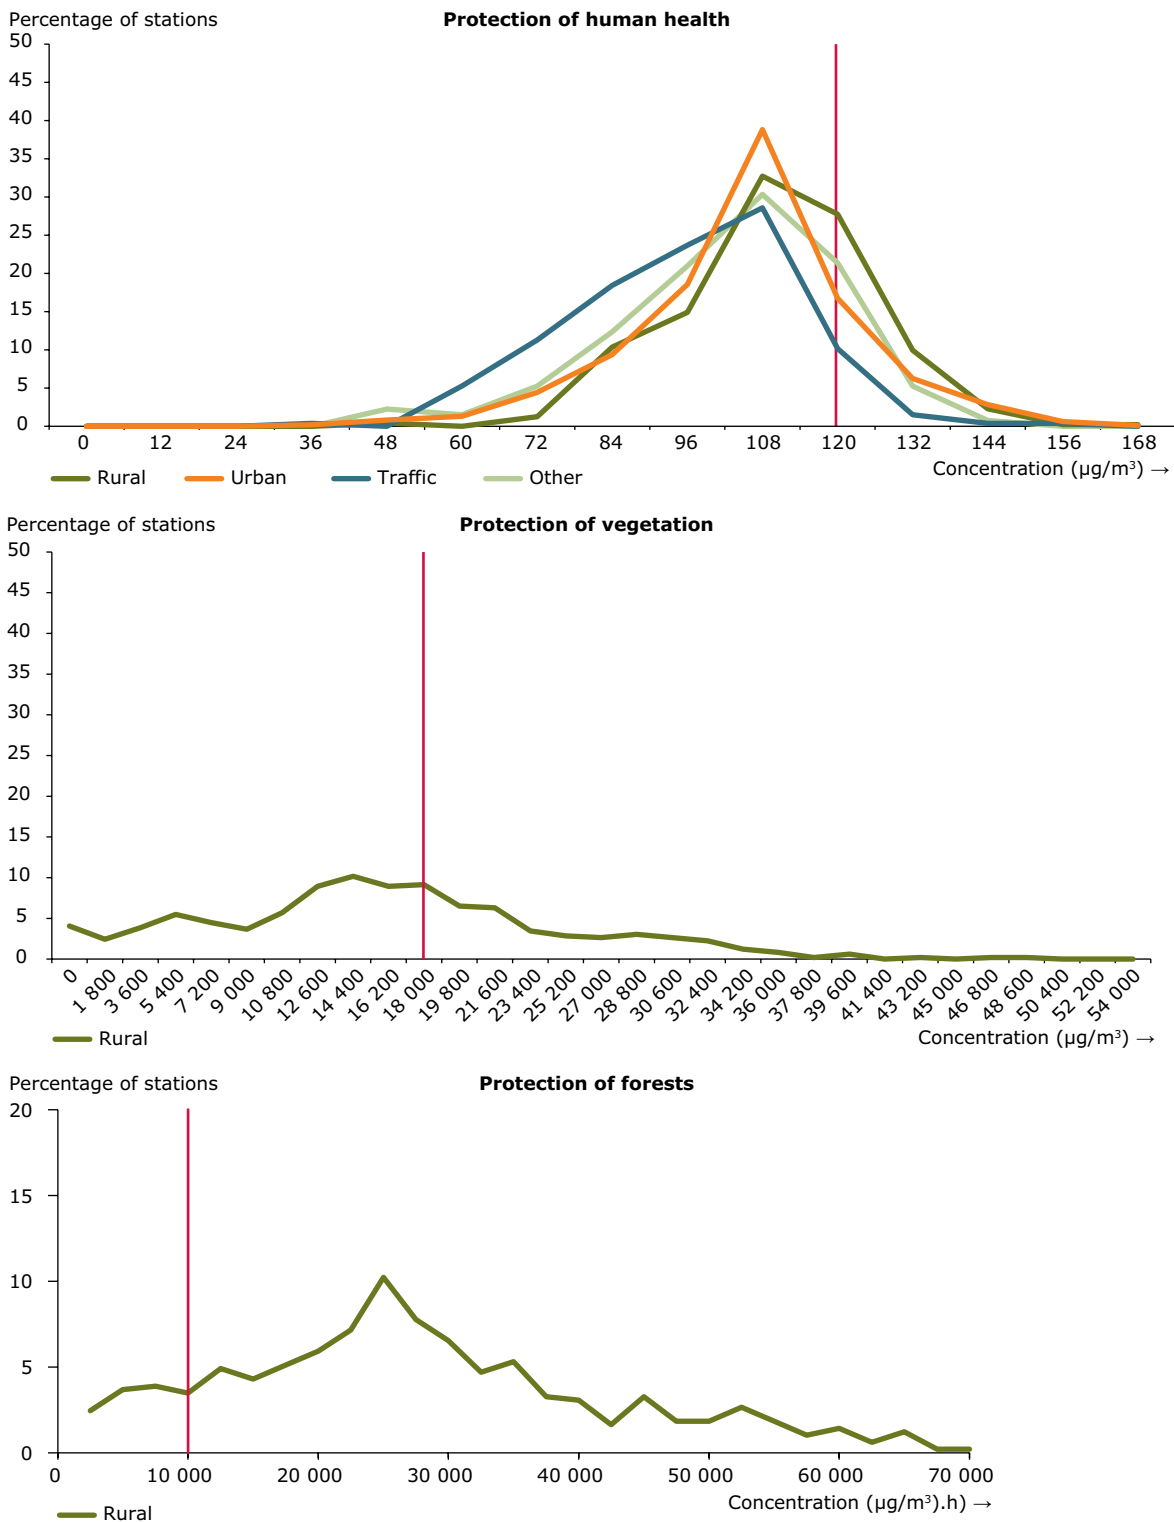 Percentage of stations Protection of human health
50
45
40
35
30
25
20
15
10
5
0
0 12 24 36 48 60 72 84 96 108 120 132 144 156 168
Concentration (µg/m³) →
Rural Urban Traffic Other
Percentage of stations Protection of vegetation
50
45
40
35
30
25
20
15
10
5
0
0 1 800 3 600 5 400 7 200 9 000 10 800 12 600 14 400 16 200 18 000 19 800 21 600 23 400 25 200 27 000 28 800 30 600 32 400 34 200 36 000 37 800 39 600 41 400 43 200 45 000 46 800 48 600 50 400 52 200 54 000
Rural Concentration (µg/m³) →
Percentage of stations Protection of forests
20
15
10
5
0
0 10 000 20 000 30 000 40 000 50 000 60 000 70 000
Concentration (µg/m³).h) →
Rural